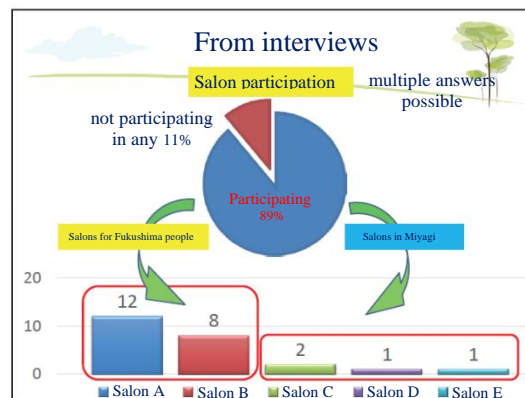 From interviews
Salon participation
multiple answers
possible
not participating
in any 11%
Participating
89%
Salons for Fukushima people
Salons in Miyagi
20
10
0
12
8
2
1
1
Salon A
Salon B
Salon C
Salon D
Salon E